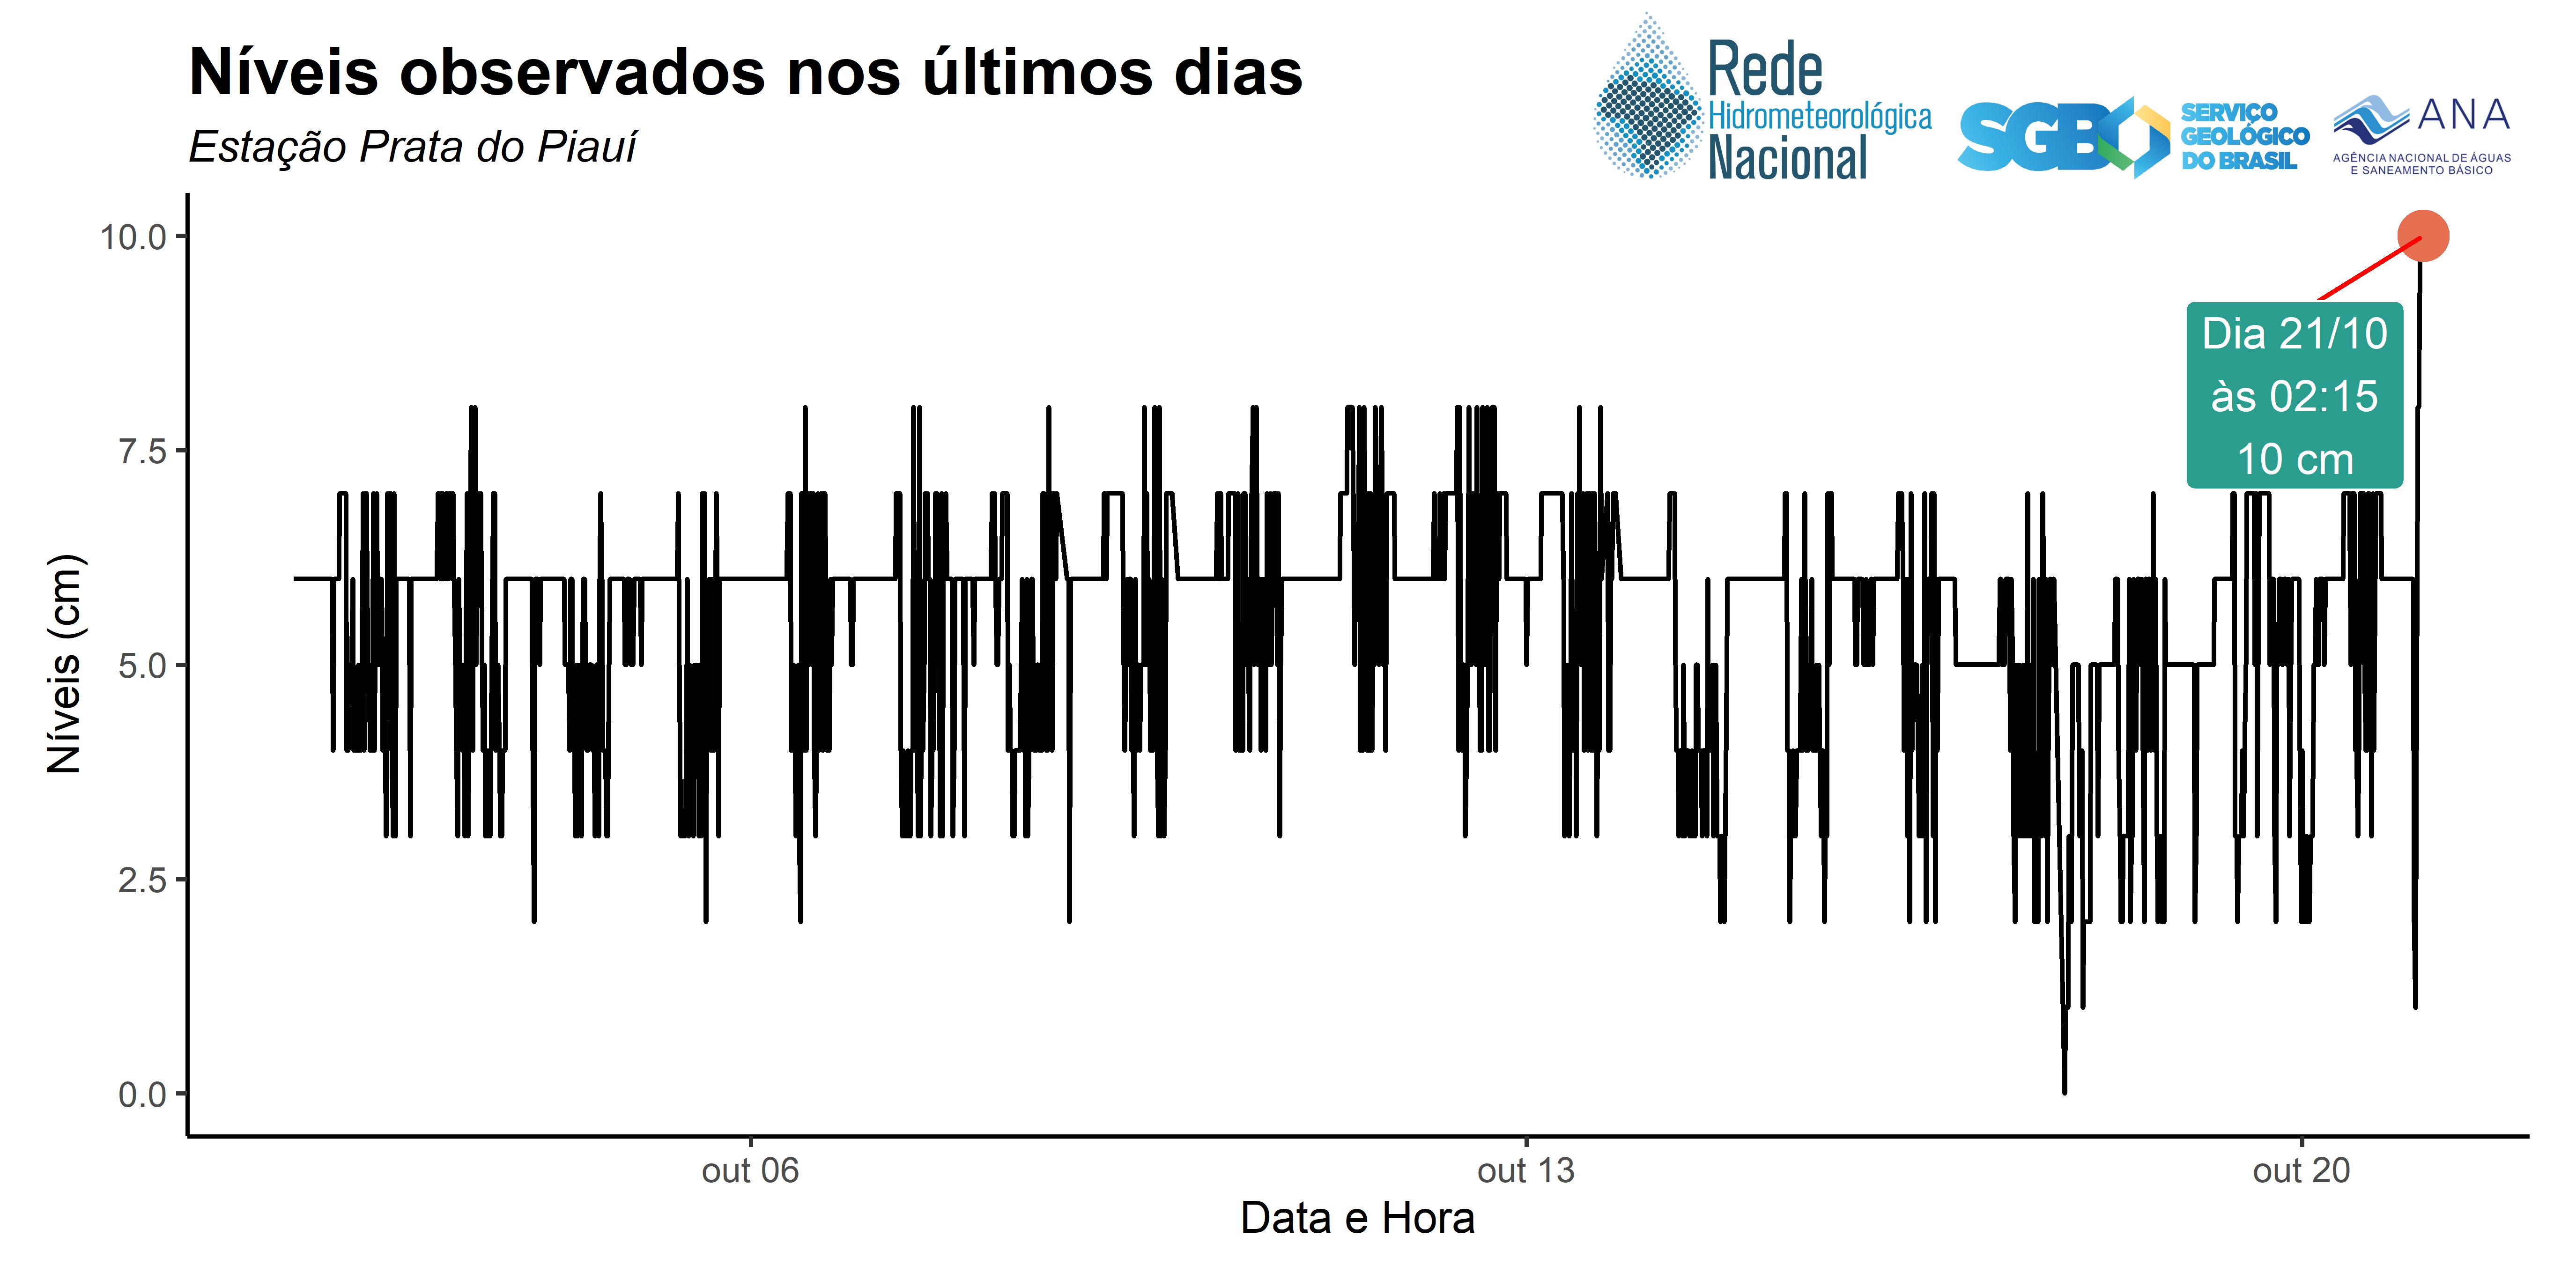 Níveis observados nos últimos dias
Estação Prata do Piauí
Rede
Hidrometeorológica
Nacional
SGB
SERVIÇO
GEOLÓGICO
DO BRASIL
ANA
AGÊNCIA NACIONAL DE ÁGUAS
E SANEAMENTO BÁSICO
Níveis (cm)
10.0
7.5
5.0
2.5
0.0
Dia 21/10
às 02:15
10 cm
out 06
out 13
out 20
Data e Hora